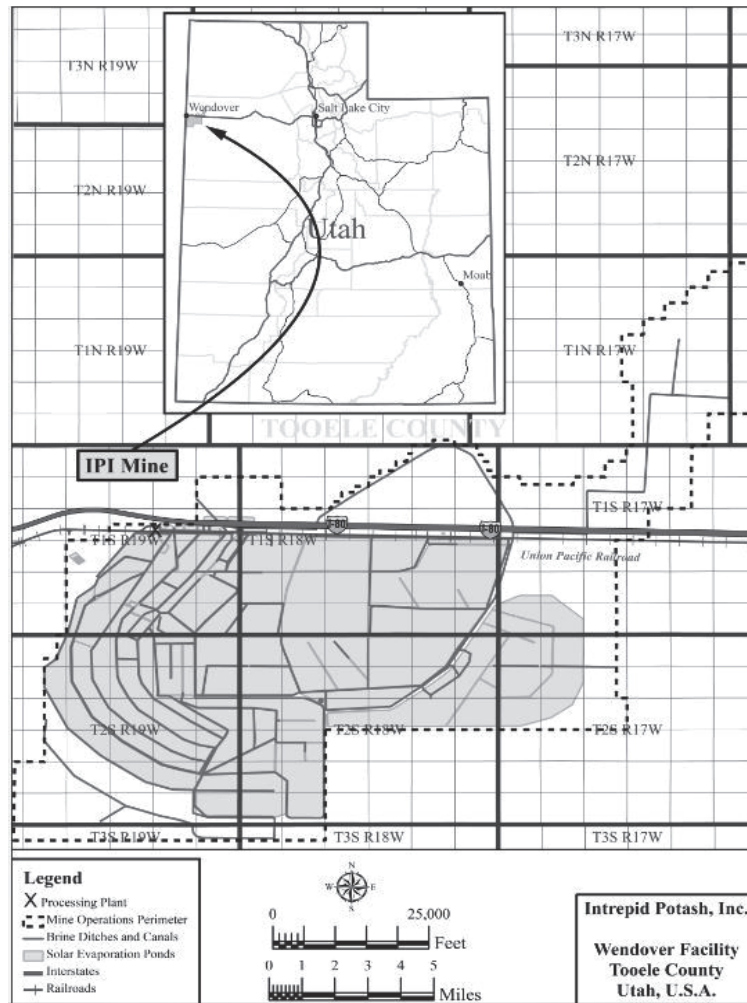 T3N R19W
T3N R17W
Wendover
Salt Lake City
T2N R19W
T2N R17W
Utah
Moab
T1N R19W
T1N R17W
TOOELE COUNTY
IPI Mine
T1S R17W
I-80
I-80
T1S R19W
T1S R18W
Union Pacific Railroad
T2S R19W
T2S R18W
T2S R17W
T3S R19W
T3S R18W
T3S R17W
Legend
X Processing Plant
Mine Operations Perimeter
Brine Ditches and Canals
Solar Evaporation Ponds
Interstates
Railroads
N
W
E
S
0 25,000
Feet
0 1 2 3 4 5
Miles
Intrepid Potash, Inc.
Wendover Facility
Tooele County
Utah, U.S.A.